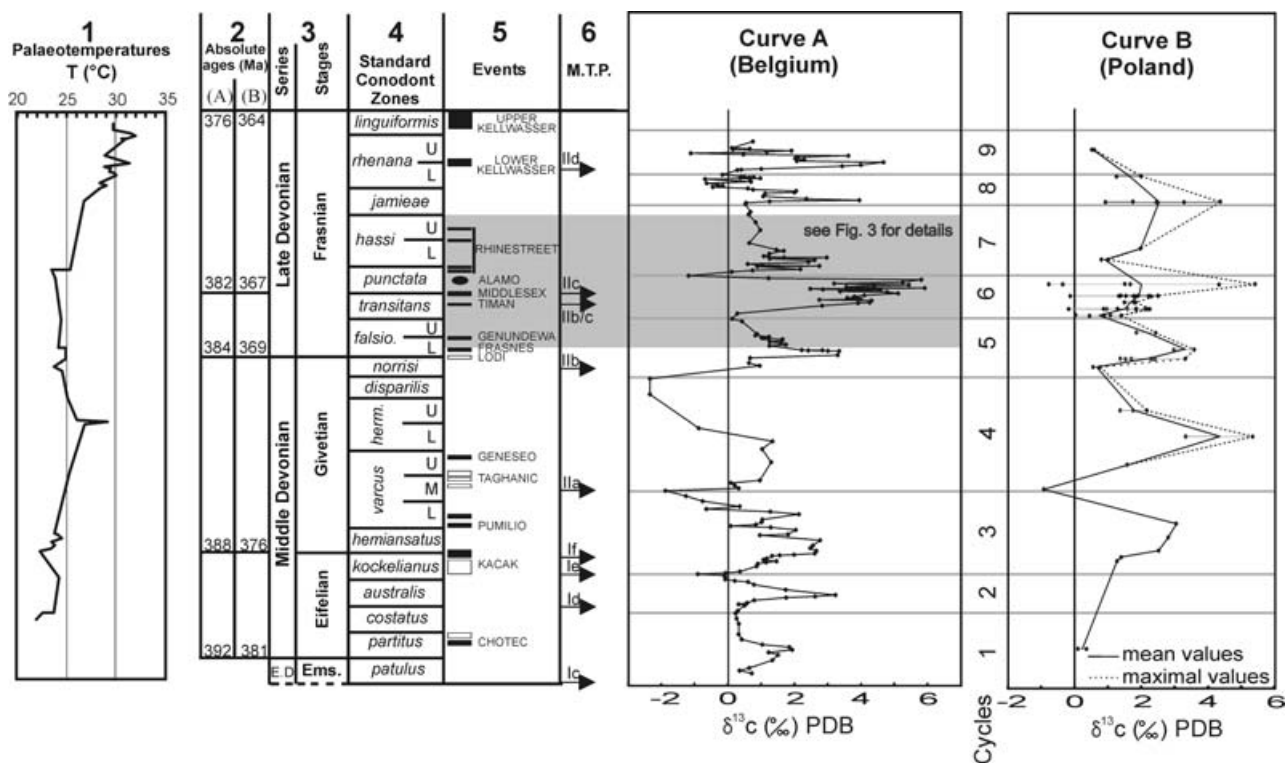 1
Palaeotemperatures
T (°C)
20 25 30 35
2
Absolute
ages (Ma)
(A) (B)
376 364
382 367
384 369
388 376
392 381
3
Series
Stages
Late Devonian
Middle Devonian
E.D
Frasnian
Givetian
Eifelian
Ems.
4
Standard
Conodont
Zones
linguiformis
rhenana
U
L
jamieae
hassi
U
L
punctata
transitans
falsio.
U
L
norrisi
disparilis
herm.
U
L
varcus
U
M
L
hemiansatus
kockelianus
australis
costatus
partitus
patulus
5
Events
UPPER
KELLWASSER
LOWER
KELLWASSER
RHINESTREET
ALAMO
MIDDLESEX
TIMAN
GENUNDEWA
FRASNES
LODI
GENESEO
TAGHANIC
PUMILIO
KACAK
CHOTEC
6
M.T.P.
IId
IIc
IIb/c
IIb
IIa
If
Ie
Id
Ic
Curve A
(Belgium)
see Fig. 3 for details
-2 0 2 4 6
δ¹³c (‰) PDB
9
8
7
6
5
4
3
2
1
Cycles
Curve B
(Poland)
mean values
maximal values
-2 0 2 4 6
δ¹³c (‰) PDB